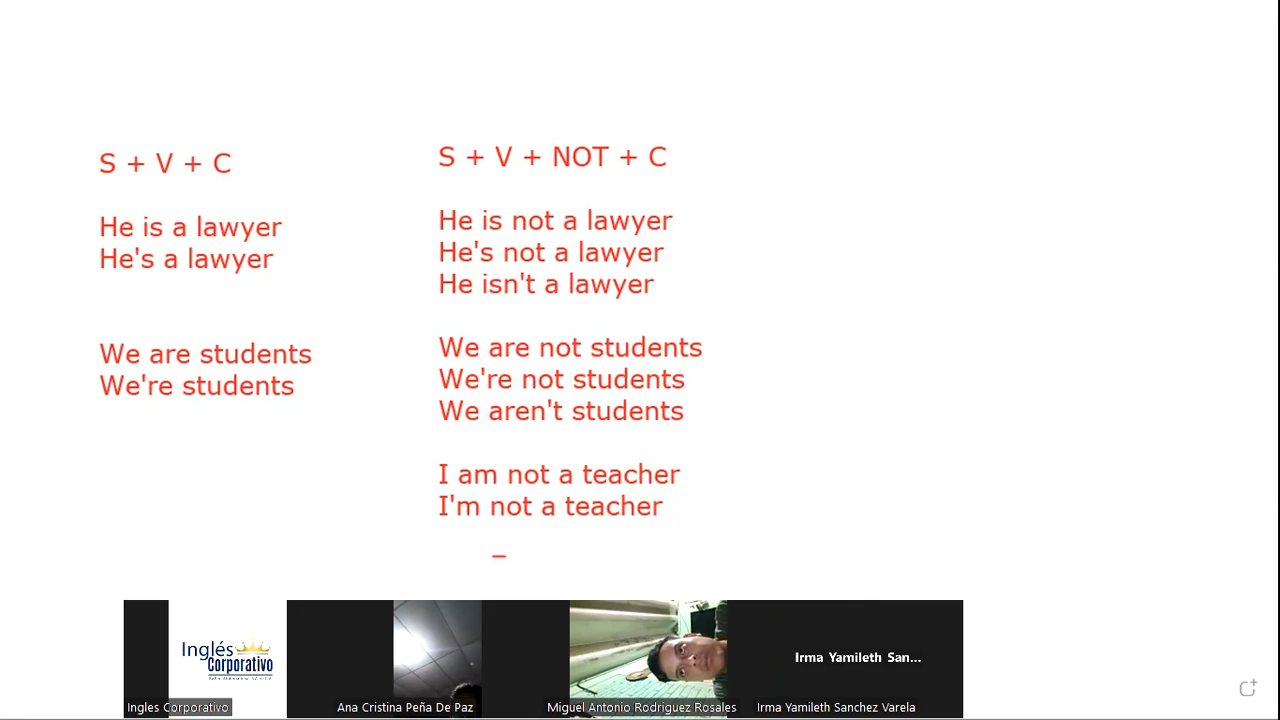 S + V + C
He is a lawyer
He's a lawyer
We are students
We're students
S + V + NOT + C
He is not a lawyer
He's not a lawyer
He isn't a lawyer
We are not students
We're not students
We aren't students
I am not a teacher
I'm not a teacher
_
Inglés
Corporativo
Irma Yamileth San...
Ingles Corporativo
Ana Cristina Peña De Paz
Miguel Antonio Rodriguez Rosales
Irma Yamileth Sanchez Varela